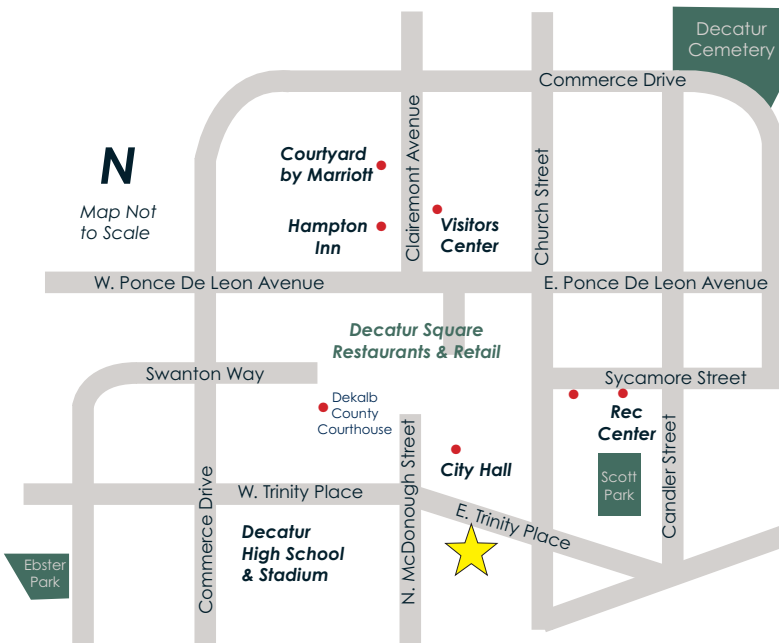 Decatur
Cemetery
Commerce Drive
Clairemont Avenue
Church Street
N
Map Not
to Scale
Courtyard
by Marriott
Hampton
Inn
Visitors
Center
W. Ponce De Leon Avenue
E. Ponce De Leon Avenue
Decatur Square
Restaurants & Retail
Swanton Way
Sycamore Street
Dekalb
County
Courthouse
Rec
Center
N. McDonough Street
Candler Street
City Hall
Scott
Park
Commerce Drive
W. Trinity Place
E. Trinity Place
Decatur
High School
& Stadium
Ebster
Park